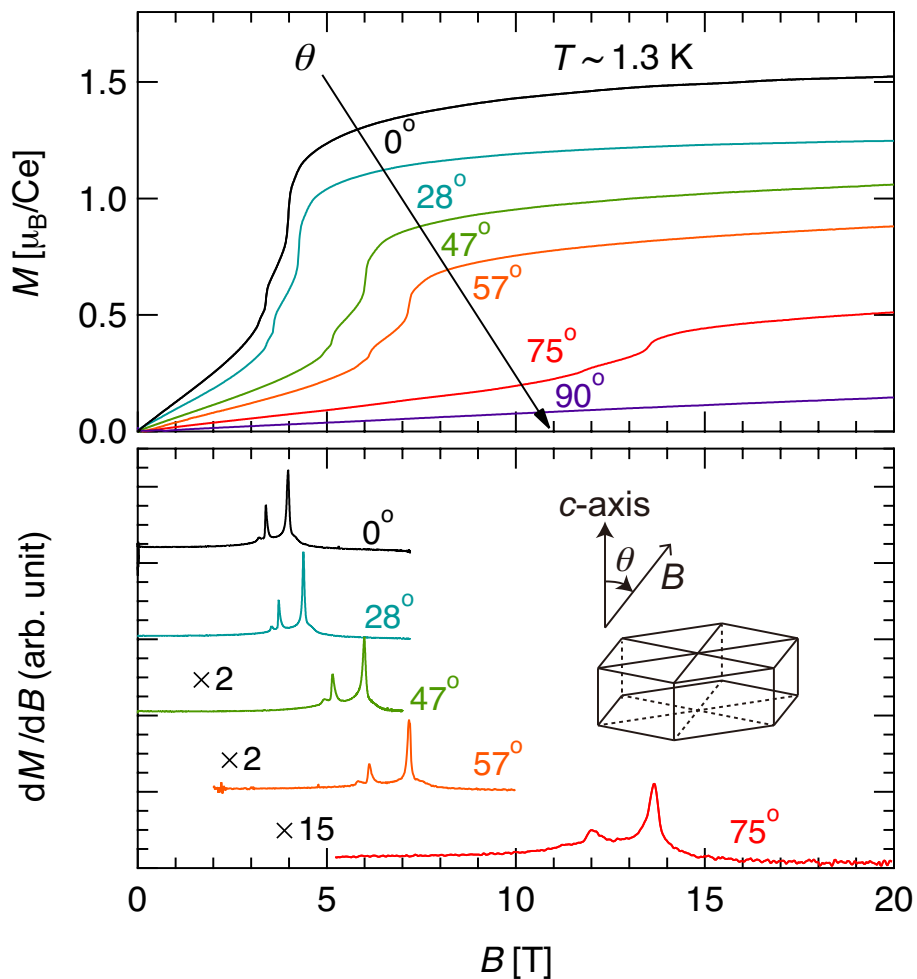 θ
T ~ 1.3 K
0°
28°
47°
57°
75°
90°
M [μB/Ce]
1.5
1.0
0.5
0.0
c-axis
θ
B
0°
28°
×2
47°
×2
57°
×15
75°
dM/dB (arb. unit)
0 5 10 15 20
B [T]